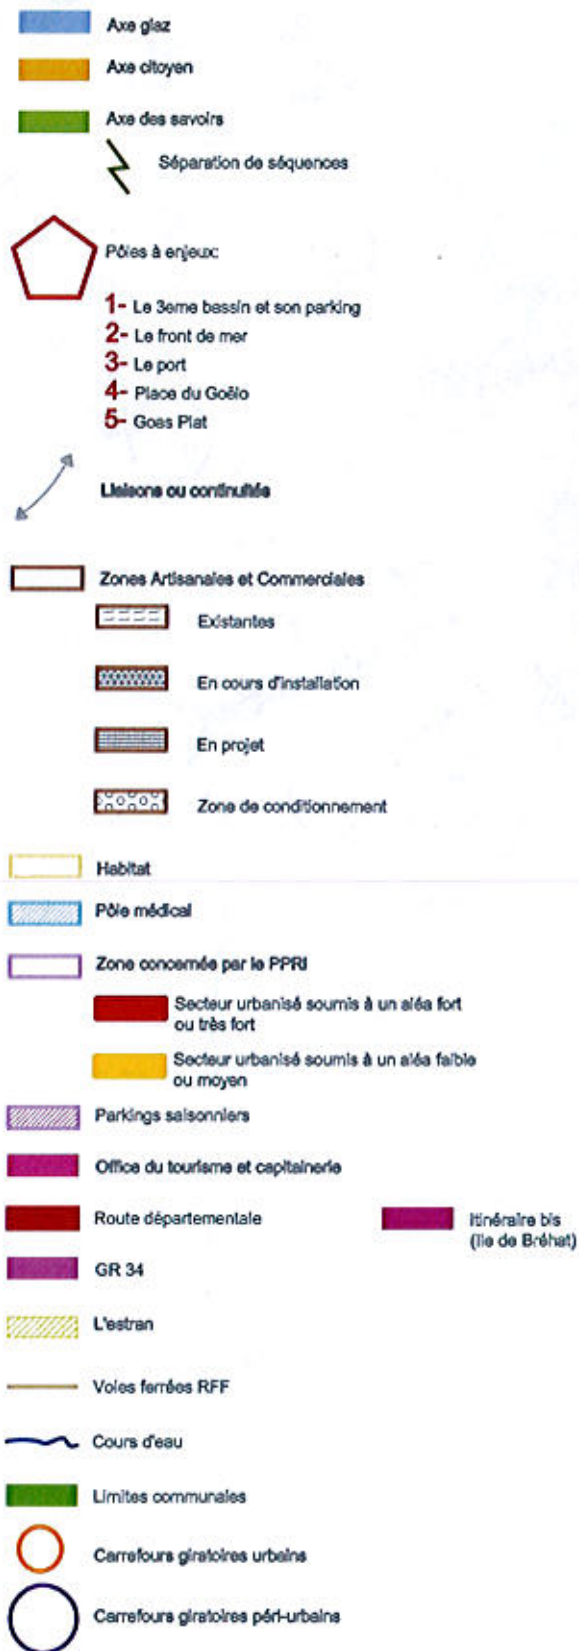 Axe glaz
Axe citoyen
Axe des savoirs
Séparation de séquences
Pôles à enjeux:
1- Le 3eme bassin et son parking
2- Le front de mer
3- Le port
4- Place du Goëlo
5- Goas Plat
Liaisons ou continuités
Zones Artisanales et Commerciales
Existantes
En cours d'installation
En projet
Zone de conditionnement
Habitat
Pôle médical
Zone concernée par le PPRI
Secteur urbanisé soumis à un aléa fort
ou très fort
Secteur urbanisé soumis à un aléa faible
ou moyen
Parkings saisonniers
Office du tourisme et capitainerie
Route départementale
Itinéraire bis
(Ile de Bréhat)
GR 34
L'estran
Voies ferrées RFF
Cours d'eau
Limites communales
Carrefours giratoires urbains
Carrefours giratoires péri-urbains